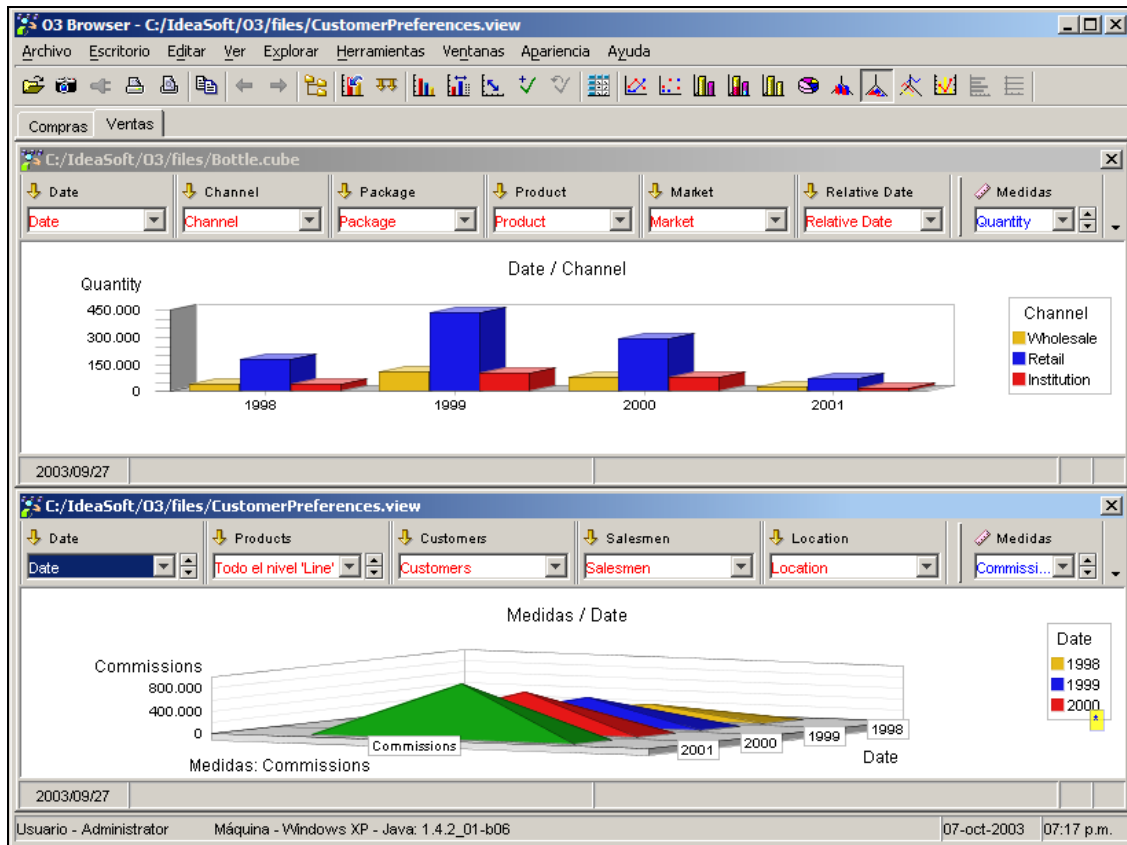 O3 Browser - C:/IdeaSoft/O3/files/CustomerPreferences.view
Archivo Escritorio Editar Ver Explorar Herramientas Ventanas Apariencia Ayuda
Compras Ventas
C:/IdeaSoft/O3/files/Bottle.cube
Date Channel Package Product Market Relative Date Medidas
Date Channel Package Product Market Relative Date Quantity
Date / Channel
Quantity
450.000
300.000
150.000
0
1998 1999 2000 2001
Channel
Wholesale
Retail
Institution
2003/09/27
C:/IdeaSoft/O3/files/CustomerPreferences.view
Date Products Customers Salesmen Location Medidas
Date Todo el nivel 'Line' Customers Salesmen Location Commissi...
Medidas / Date
Commissions
800.000
400.000
0
Commissions
2001 2000 1999 1998
Medidas: Commissions
Date
Date
1998
1999
2000
*
2003/09/27
Usuario - Administrator Máquina - Windows XP - Java: 1.4.2_01-b06 07-oct-2003 07:17 p.m.